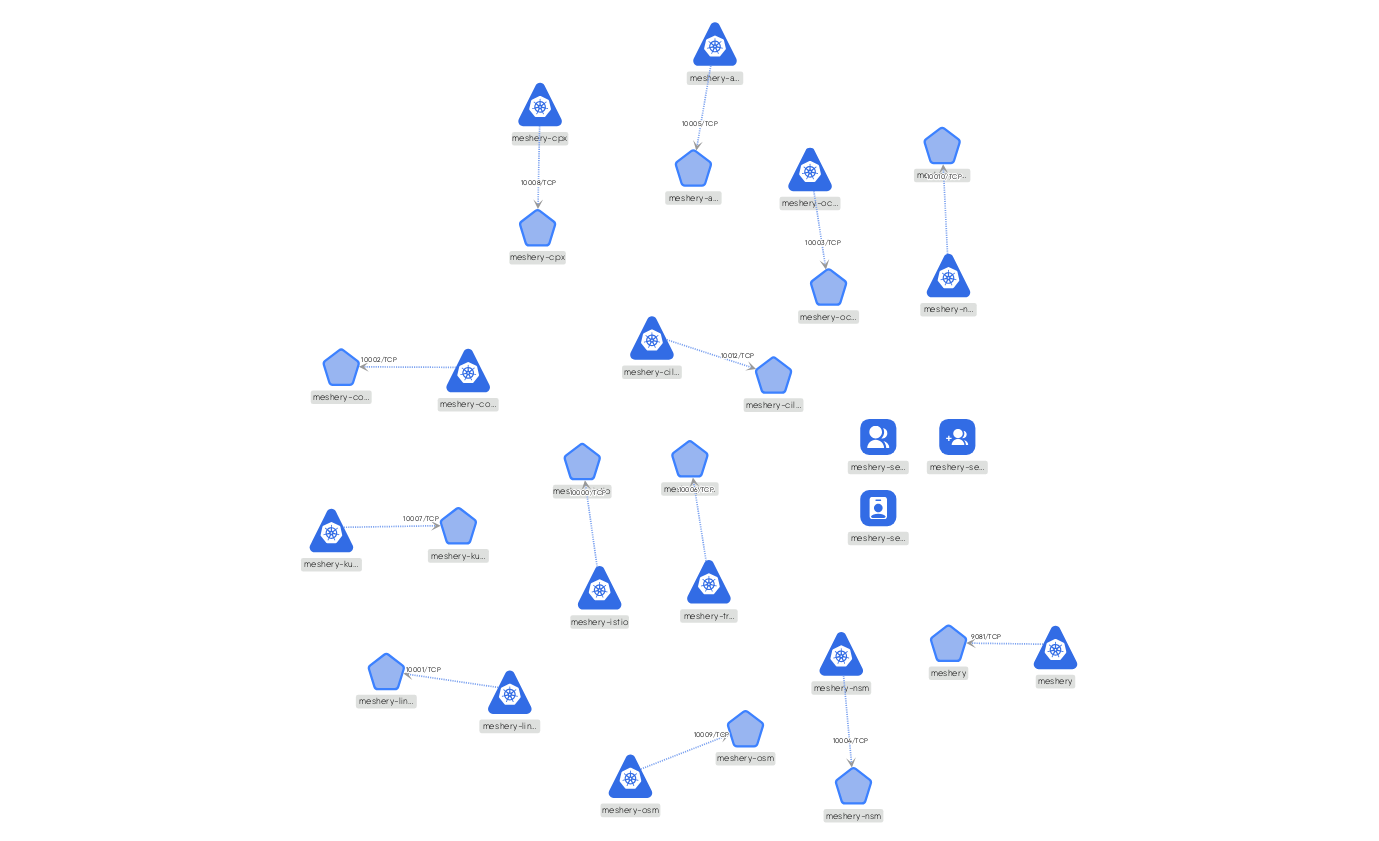 meshery-a...
10005/TCP
meshery-a...
meshery-cpx
10008/TCP
meshery-cpx
meshery-oc...
10003/TCP
meshery-oc...
10010/TCP
meshery-n...
10002/TCP
meshery-co...
meshery-co...
meshery-cil...
10012/TCP
meshery-cil...
meshery-se...
meshery-se...
meshery-se...
10007/TCP
meshery-ku...
meshery-ku...
10000/TCP
meshery-istio
10006/TCP
meshery-tr...
10001/TCP
meshery-lin...
meshery-lin...
meshery-nsm
10004/TCP
meshery-nsm
9081/TCP
meshery
meshery
10009/TCP
meshery-osm
meshery-osm